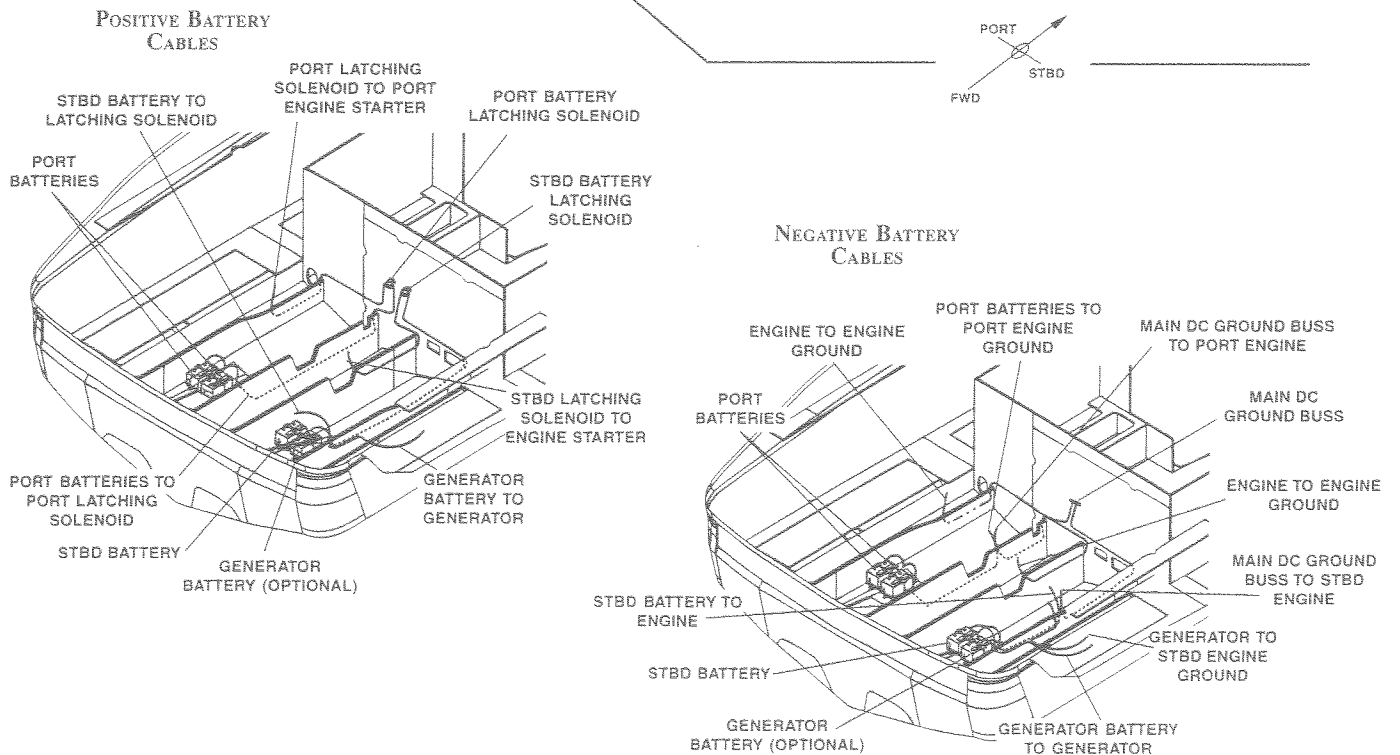 POSITIVE BATTERY
CABLES
PORT LATCHING
SOLENOID TO PORT
ENGINE STARTER
STBD BATTERY TO
LATCHING SOLENOID
PORT BATTERY
LATCHING SOLENOID
PORT
BATTERIES
STBD BATTERY
LATCHING
SOLENOID
STBD LATCHING
SOLENOID TO
ENGINE STARTER
PORT BATTERIES TO
PORT LATCHING
SOLENOID
GENERATOR
BATTERY TO
GENERATOR
STBD BATTERY
GENERATOR
BATTERY (OPTIONAL)
PORT
STBD
FWD
NEGATIVE BATTERY
CABLES
PORT BATTERIES TO
PORT ENGINE
GROUND
ENGINE TO ENGINE
GROUND
MAIN DC GROUND BUSS
TO PORT ENGINE
PORT
BATTERIES
MAIN DC
GROUND BUSS
ENGINE TO ENGINE
GROUND
MAIN DC GROUND
BUSS TO STBD
ENGINE
STBD BATTERY TO
ENGINE
GENERATOR TO
STBD ENGINE
GROUND
STBD BATTERY
GENERATOR
BATTERY (OPTIONAL)
GENERATOR BATTERY
TO GENERATOR